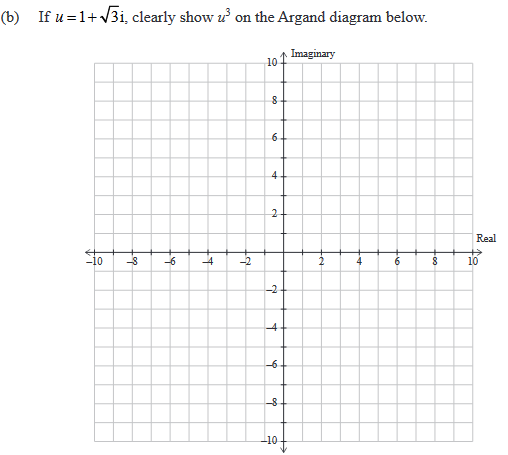 (b) If u = 1 + √3i, clearly show u³ on the Argand diagram below.
Imaginary
10
8
6
4
2
Real
–10 –8 –6 –4 –2 2 4 6 8 10
–2
–4
–6
–8
–10